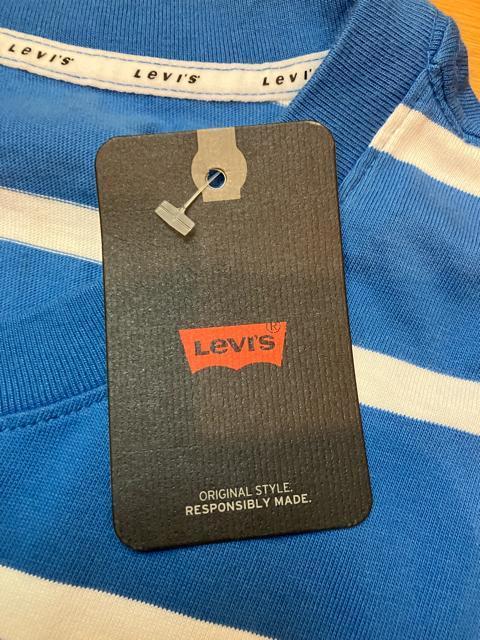 Levi's Levi's Levi'
Levi's®
ORIGINAL STYLE.
RESPONSIBLY MADE.